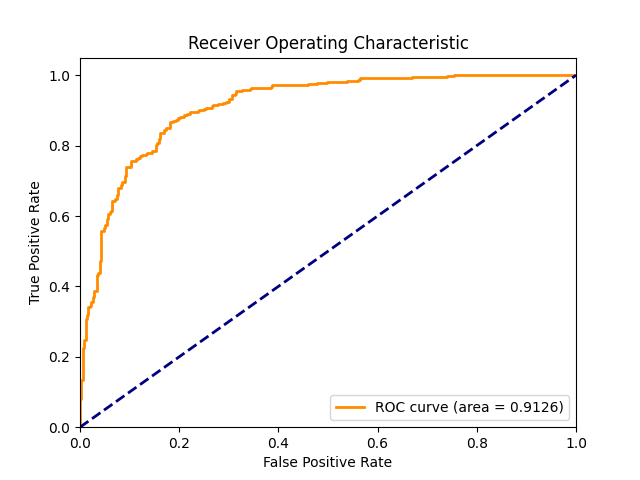 Receiver Operating Characteristic
True Positive Rate
1.0
0.8
0.6
0.4
0.2
0.0
0.0 0.2 0.4 0.6 0.8 1.0
False Positive Rate
ROC curve (area = 0.9126)